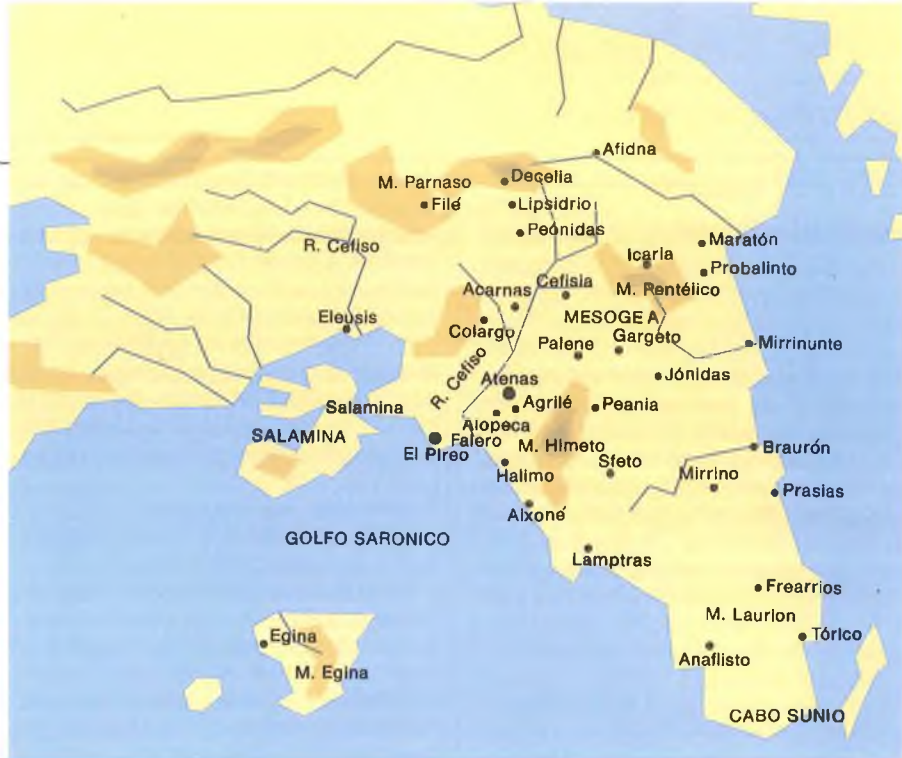 Afidna
Decelia
M. Parnaso
Filé
Lipsidrio
Peónidas
R. Cefiso
Icaria
Maratón
Probalinto
Cefisia
M. Pentélico
Acarnas
MESOGEA
Eleusis
Colargo
Palene
Gargeto
Mirrinunte
R. Cefiso
Jónidas
Atenas
Salamina
Agrilé
Peania
Alopeca
SALAMINA
Falero
El Pireo
M. Himeto
Braurón
Halimo
Sfeto
Mirrino
Prasias
Aixoné
GOLFO SARONICO
Lamptras
Frearrios
M. Laurion
Tórico
Egina
Anaflisto
M. Egina
CABO SUNIO